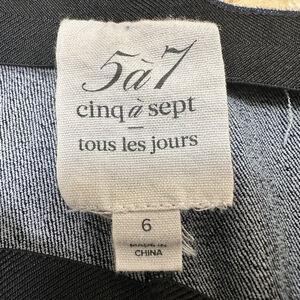 5à7
cinq à sept
tous les jours
6
MADE IN
CHINA